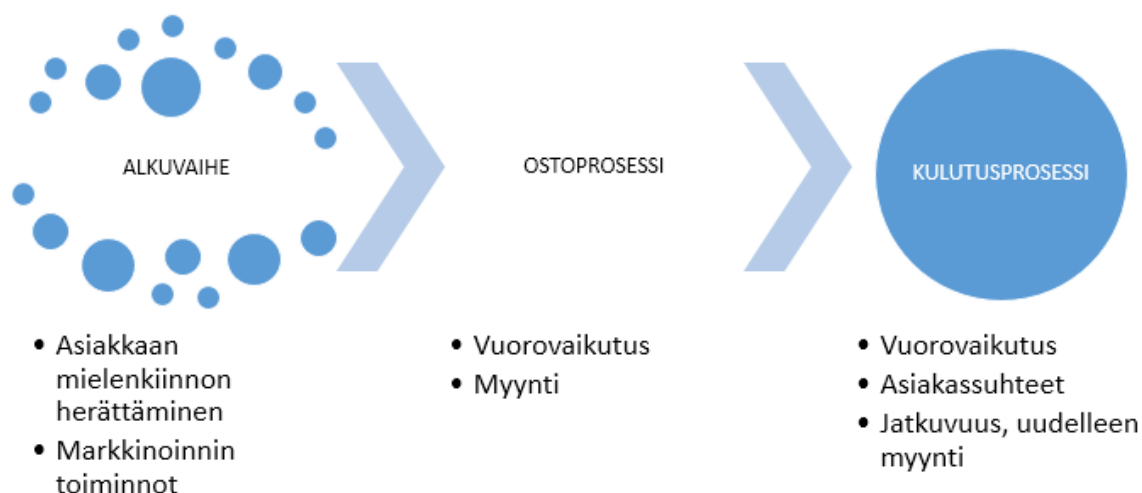 ALKUVAIHE
OSTOPROSESSI
KULUTUSPROSESSI
• Asiakkaan
mielenkiinnon
herättäminen
• Markkinoinnin
toiminnot
• Vuorovaikutus
• Myynti
• Vuorovaikutus
• Asiakassuhteet
• Jatkuvuus, uudelleen
myynti